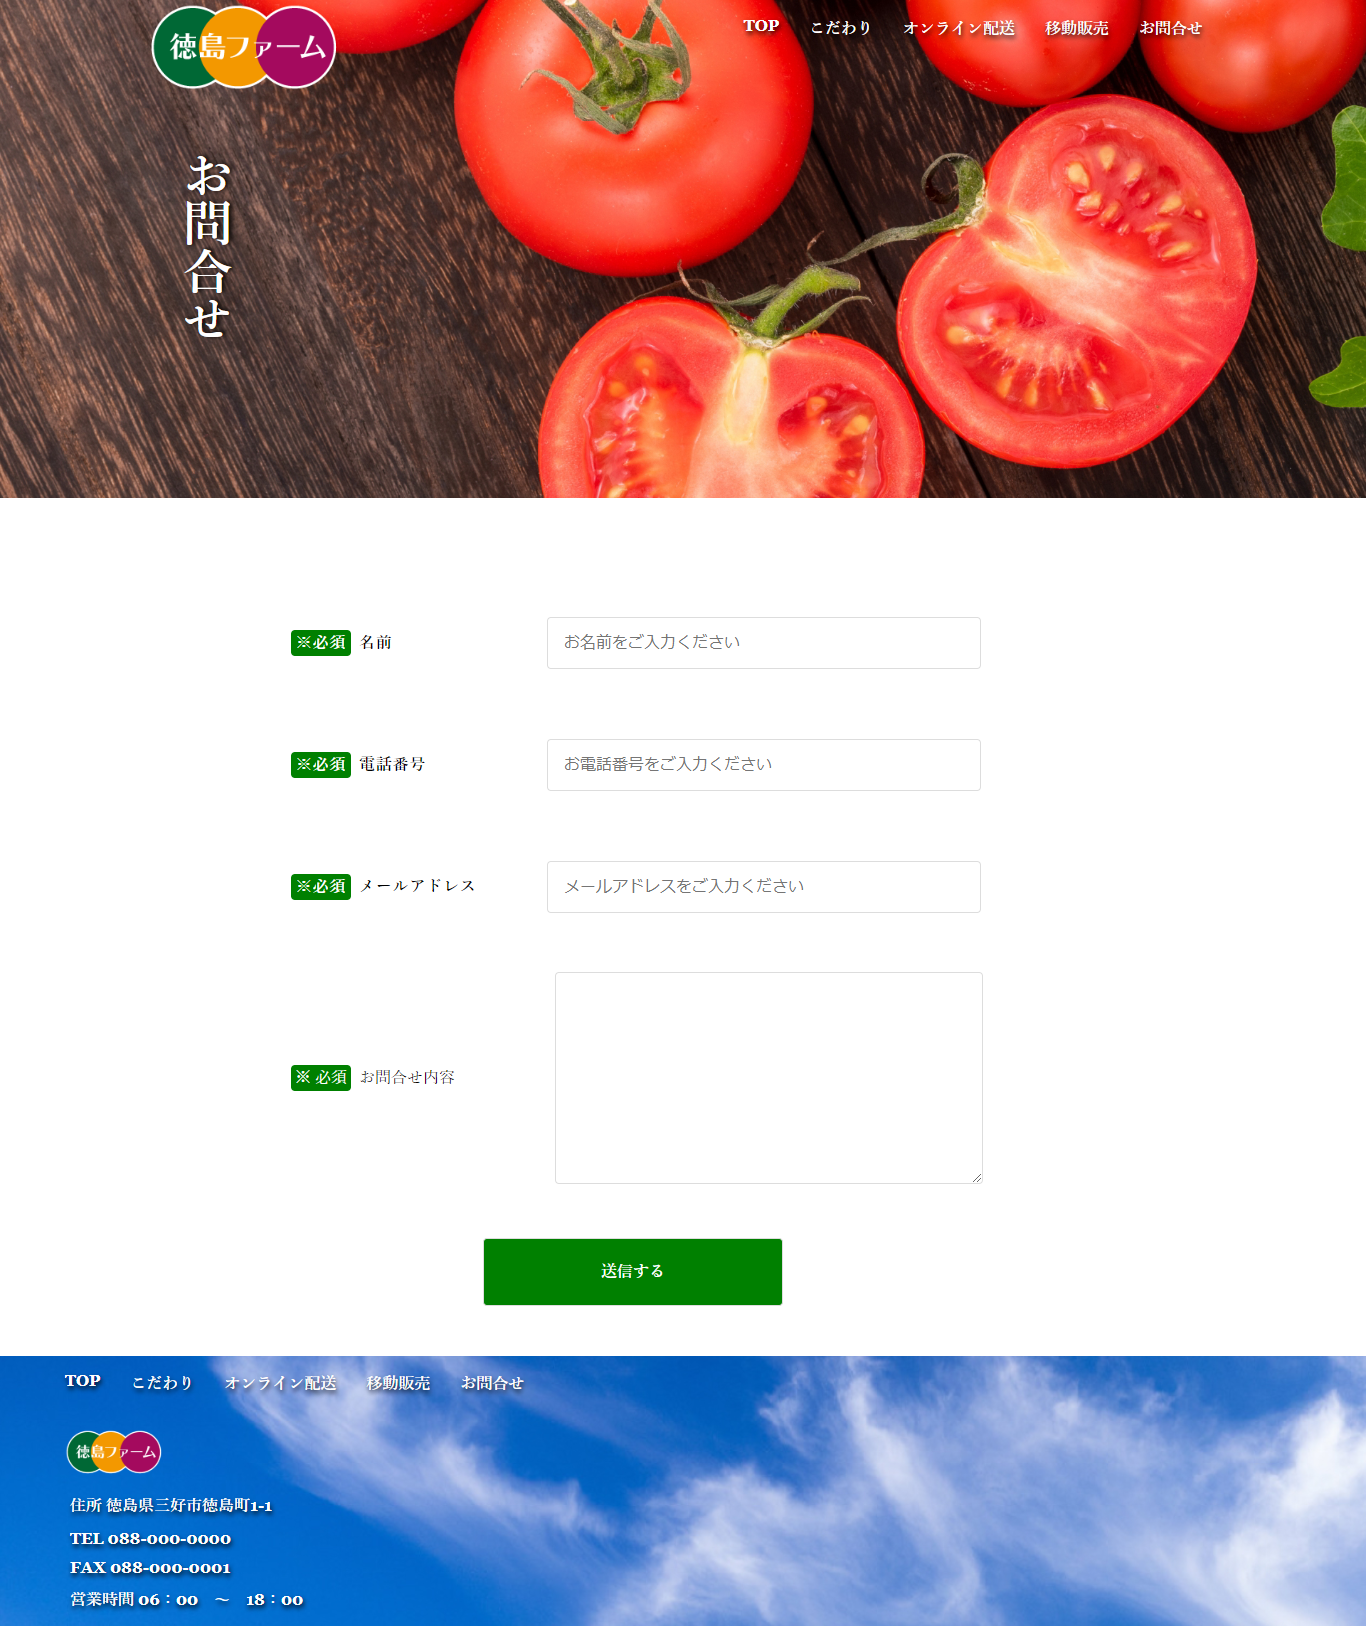 徳島ファーム
TOP こだわり オンライン配送 移動販売 お問合せ
お問合せ
※必須 名前 お名前をご入力ください
※必須 電話番号 お電話番号をご入力ください
※必須 メールアドレス メールアドレスをご入力ください
※ 必須 お問合せ内容
送信する
TOP こだわり オンライン配送 移動販売 お問合せ
徳島ファーム
住所 徳島県三好市徳島町1-1
TEL 088-000-0000
FAX 088-000-0001
営業時間 06：00　～　18：00